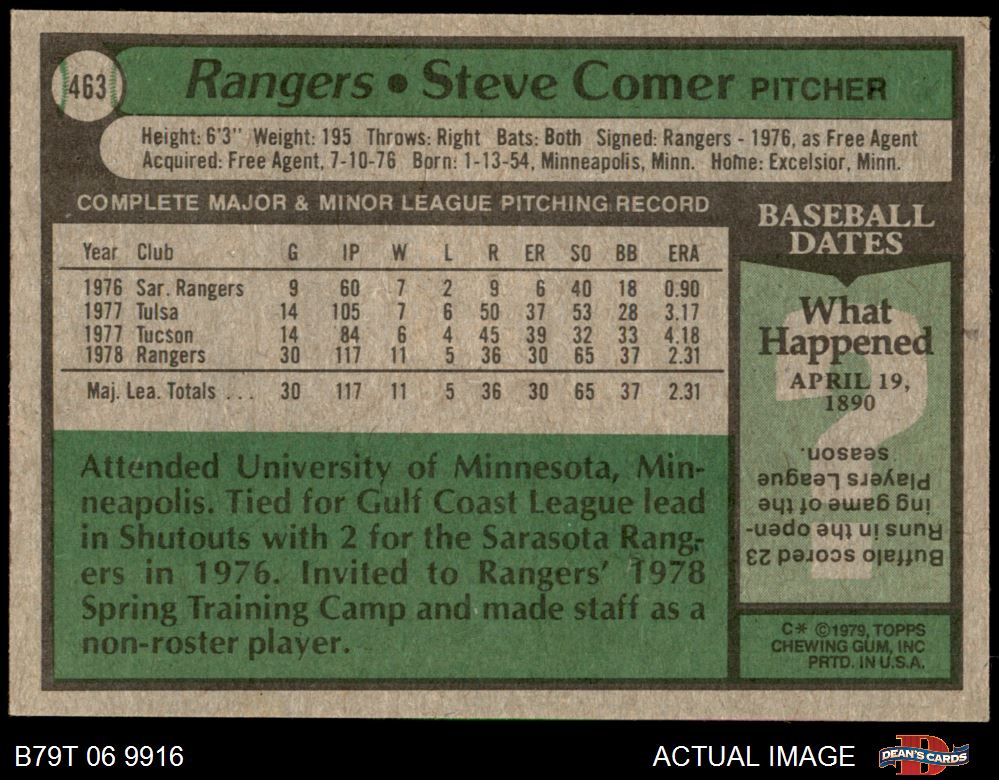 463
Rangers • Steve Comer PITCHER
Height: 6'3" Weight: 195 Throws: Right Bats: Both Signed: Rangers - 1976, as Free Agent
Acquired: Free Agent, 7-10-76 Born: 1-13-54, Minneapolis, Minn. Home: Excelsior, Minn.
COMPLETE MAJOR & MINOR LEAGUE PITCHING RECORD
Year Club G IP W L R ER SO BB ERA
1976 Sar. Rangers 9 60 7 2 9 6 40 18 0.90
1977 Tulsa 14 105 7 6 50 37 53 28 3.17
1977 Tucson 14 84 6 4 45 39 32 33 4.18
1978 Rangers 30 117 11 5 36 30 65 37 2.31
Maj. Lea. Totals . . . 30 117 11 5 36 30 65 37 2.31
Attended University of Minnesota, Min-
neapolis. Tied for Gulf Coast League lead
in Shutouts with 2 for the Sarasota Rang-
ers in 1976. Invited to Rangers' 1978
Spring Training Camp and made staff as a
non-roster player.
BASEBALL
DATES
What
Happened
APRIL 19,
1890
?
Buffalo scored 23
Runs in the open-
ing game of the
Players League
season.
C* ©1979, TOPPS
CHEWING GUM, INC
PRTD. IN U.S.A.
B79T 06 9916
ACTUAL IMAGE
D
DEAN'S CARDS